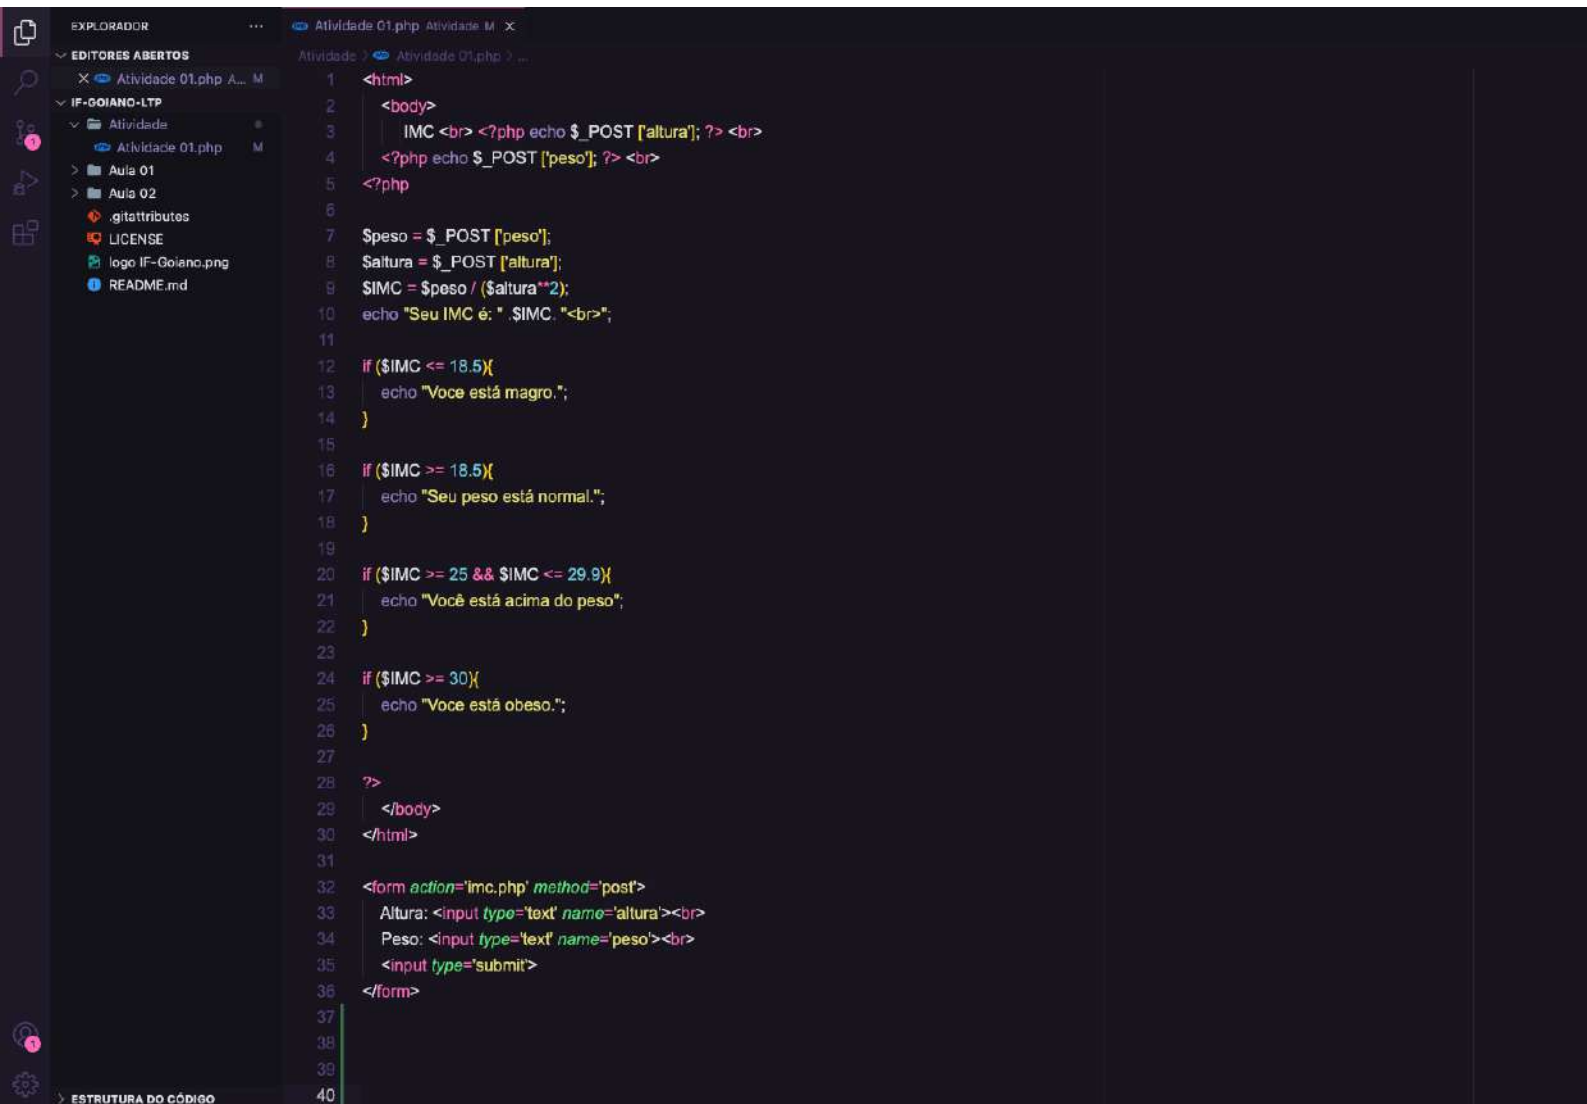 EXPLORADOR ...
EDITORES ABERTOS
Atividade 01.php A... M
IF-GOIANO-LTP
Atividade
Atividade 01.php M
Aula 01
Aula 02
.gitattributes
LICENSE
logo IF-Goiano.png
README.md
1
1
ESTRUTURA DO CÓDIGO
Atividade 01.php Atividade M
Atividade > Atividade 01.php > ...
1 <html>
2 <body>
3 IMC <br> <?php echo $_POST ['altura']; ?> <br>
4 <?php echo $_POST ['peso']; ?> <br>
5 <?php
6
7 $peso = $_POST ['peso'];
8 $altura = $_POST ['altura'];
9 $IMC = $peso / ($altura**2);
10 echo "Seu IMC é: " .$IMC. "<br>";
11
12 if ($IMC <= 18.5){
13 echo "Voce está magro.";
14 }
15
16 if ($IMC >= 18.5){
17 echo "Seu peso está normal.";
18 }
19
20 if ($IMC >= 25 && $IMC <= 29.9){
21 echo "Você está acima do peso";
22 }
23
24 if ($IMC >= 30){
25 echo "Voce está obeso.";
26 }
27
28 ?>
29 </body>
30 </html>
31
32 <form action='imc.php' method='post'>
33 Altura: <input type='text' name='altura'><br>
34 Peso: <input type='text' name='peso'><br>
35 <input type='submit'>
36 </form>
37
38
39
40